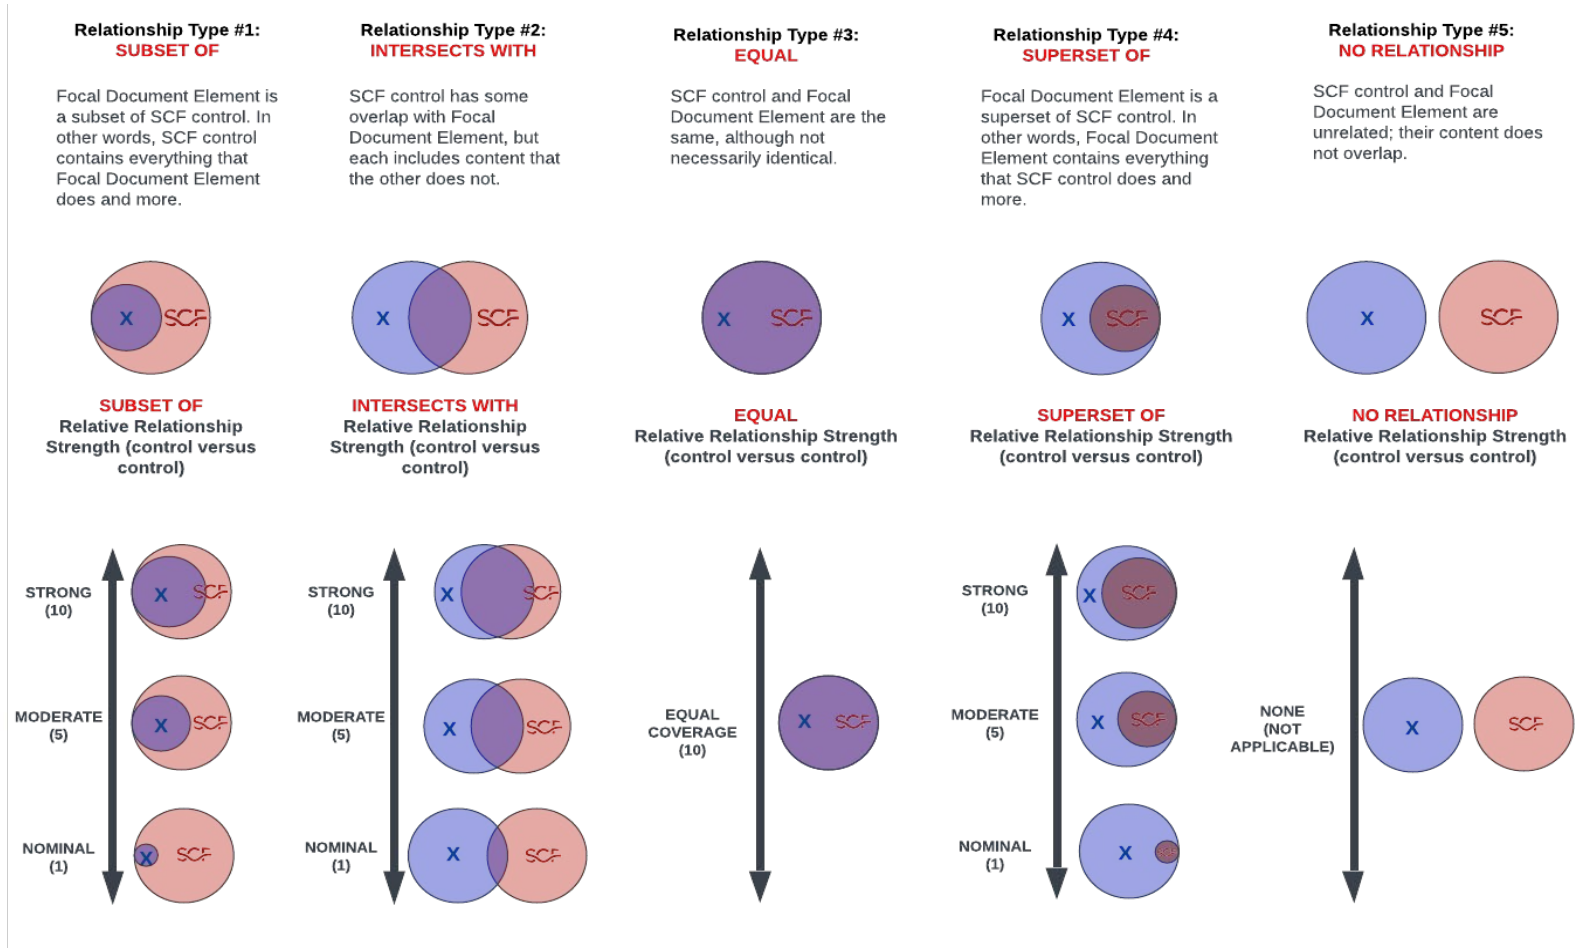 Relationship Type #1:
SUBSET OF
Focal Document Element is
a subset of SCF control. In
other words, SCF control
contains everything that
Focal Document Element
does and more.
X SCF
SUBSET OF
Relative Relationship
Strength (control versus
control)
STRONG
(10)
X SCF
MODERATE
(5)
X SCF
NOMINAL
(1)
X SCF
Relationship Type #2:
INTERSECTS WITH
SCF control has some
overlap with Focal
Document Element, but
each includes content that
the other does not.
X SCF
INTERSECTS WITH
Relative Relationship
Strength (control versus
control)
STRONG
(10)
X SCF
MODERATE
(5)
X SCF
NOMINAL
(1)
X SCF
Relationship Type #3:
EQUAL
SCF control and Focal
Document Element are the
same, although not
necessarily identical.
X SCF
EQUAL
Relative Relationship Strength
(control versus control)
EQUAL
COVERAGE
(10)
X SCF
Relationship Type #4:
SUPERSET OF
Focal Document Element is a
superset of SCF control. In
other words, Focal Document
Element contains everything
that SCF control does and
more.
X SCF
SUPERSET OF
Relative Relationship Strength
(control versus control)
STRONG
(10)
X SCF
MODERATE
(5)
X SCF
NOMINAL
(1)
X SCF
Relationship Type #5:
NO RELATIONSHIP
SCF control and Focal
Document Element are
unrelated; their content does
not overlap.
X SCF
NO RELATIONSHIP
Relative Relationship Strength
(control versus control)
NONE
(NOT
APPLICABLE)
X SCF